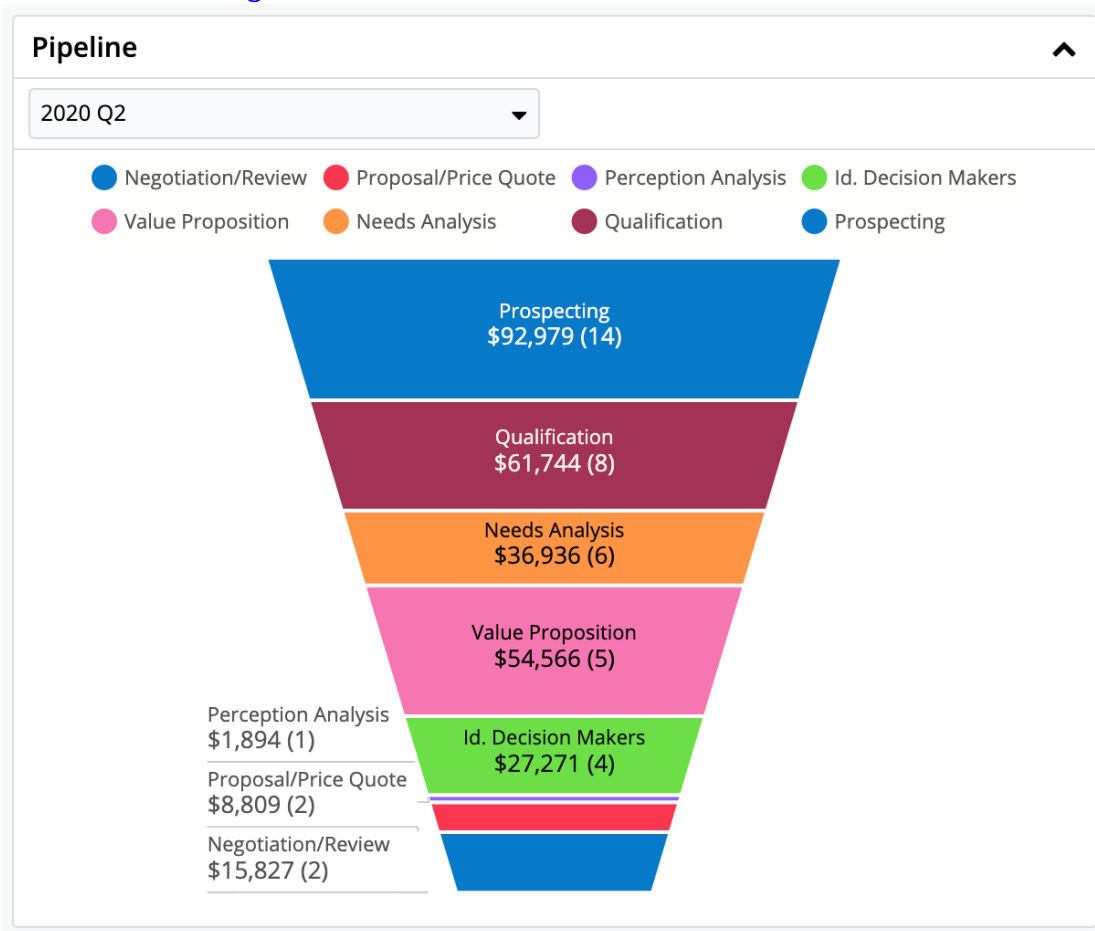 Pipeline
2020 Q2
Negotiation/Review Proposal/Price Quote Perception Analysis Id. Decision Makers
Value Proposition Needs Analysis Qualification Prospecting
Prospecting
$92,979 (14)
Qualification
$61,744 (8)
Needs Analysis
$36,936 (6)
Value Proposition
$54,566 (5)
Id. Decision Makers
$27,271 (4)
Perception Analysis
$1,894 (1)
Proposal/Price Quote
$8,809 (2)
Negotiation/Review
$15,827 (2)